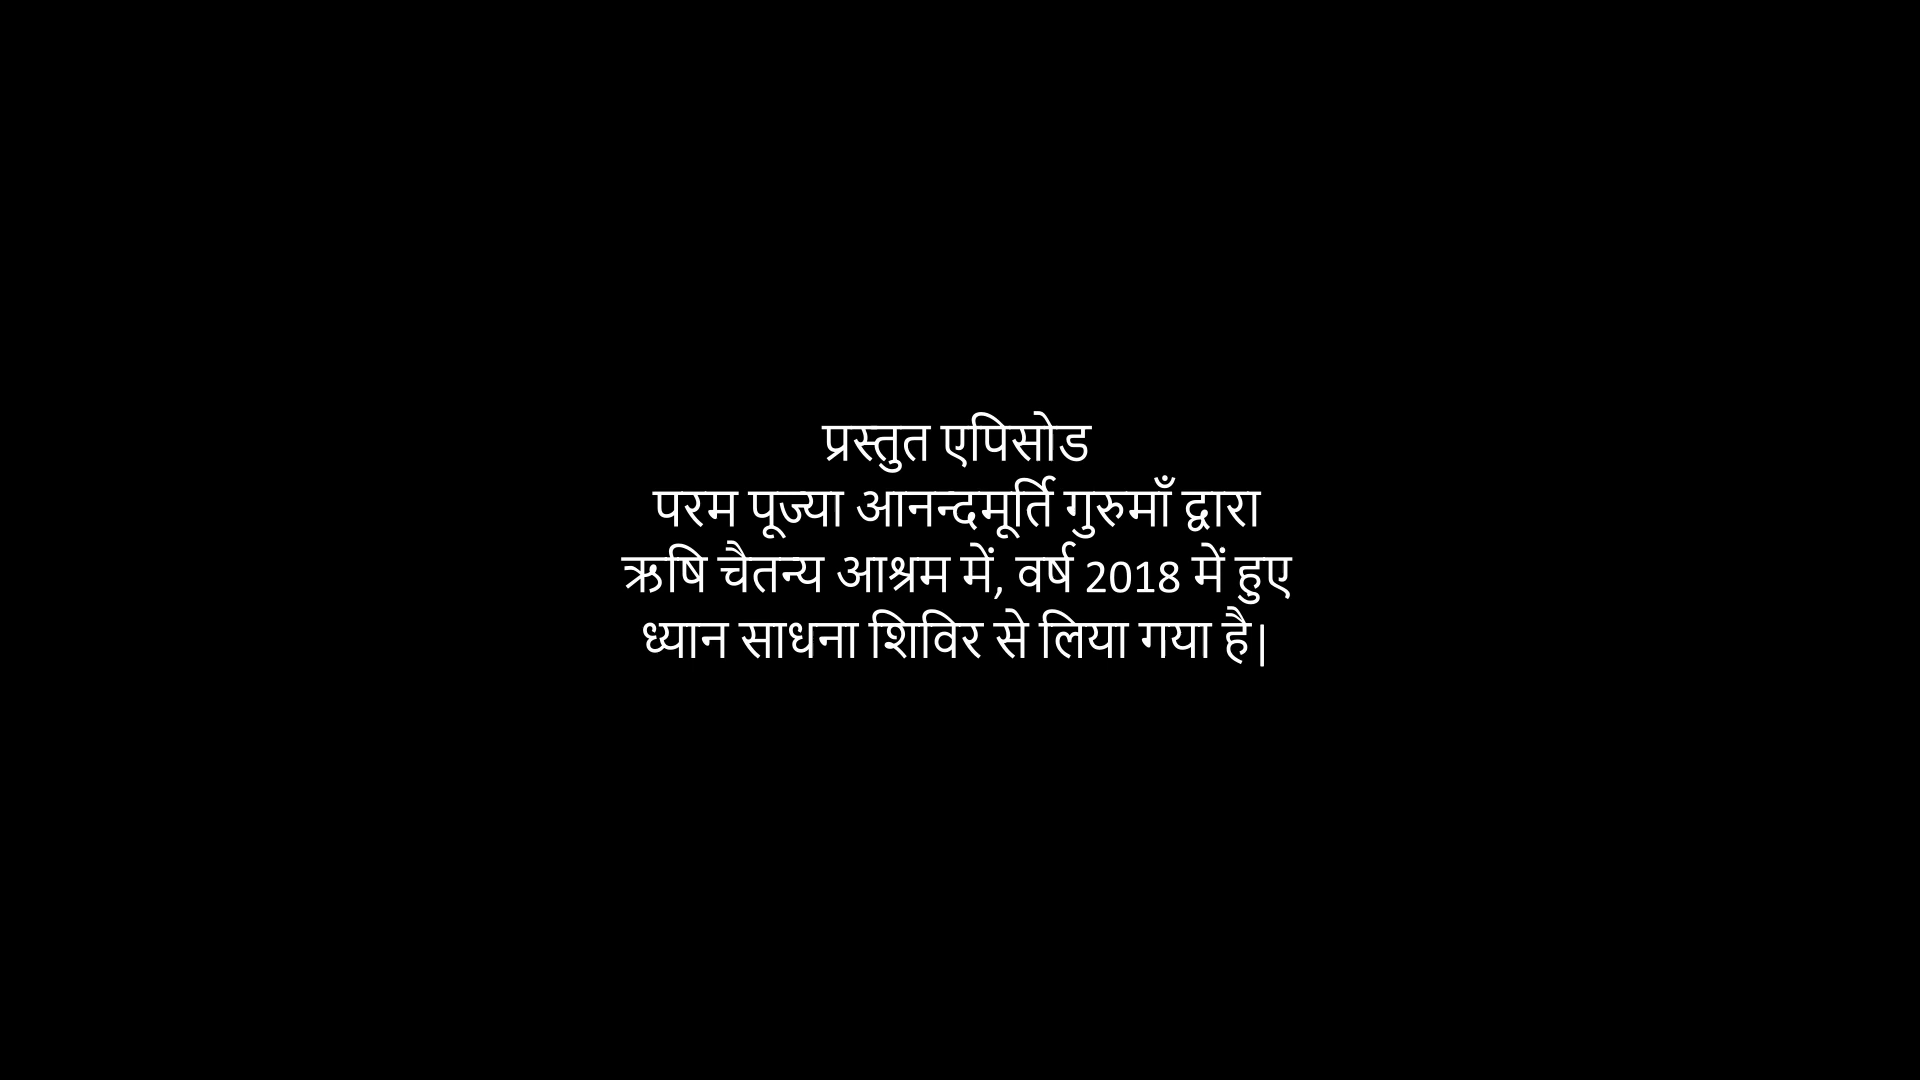 प्रस्तुत एपिसोड
परम पूज्या आनन्दमूर्ति गुरुमाँ द्वारा
ऋषि चैतन्य आश्रम में, वर्ष 2018 में हुए
ध्यान साधना शिविर से लिया गया है|